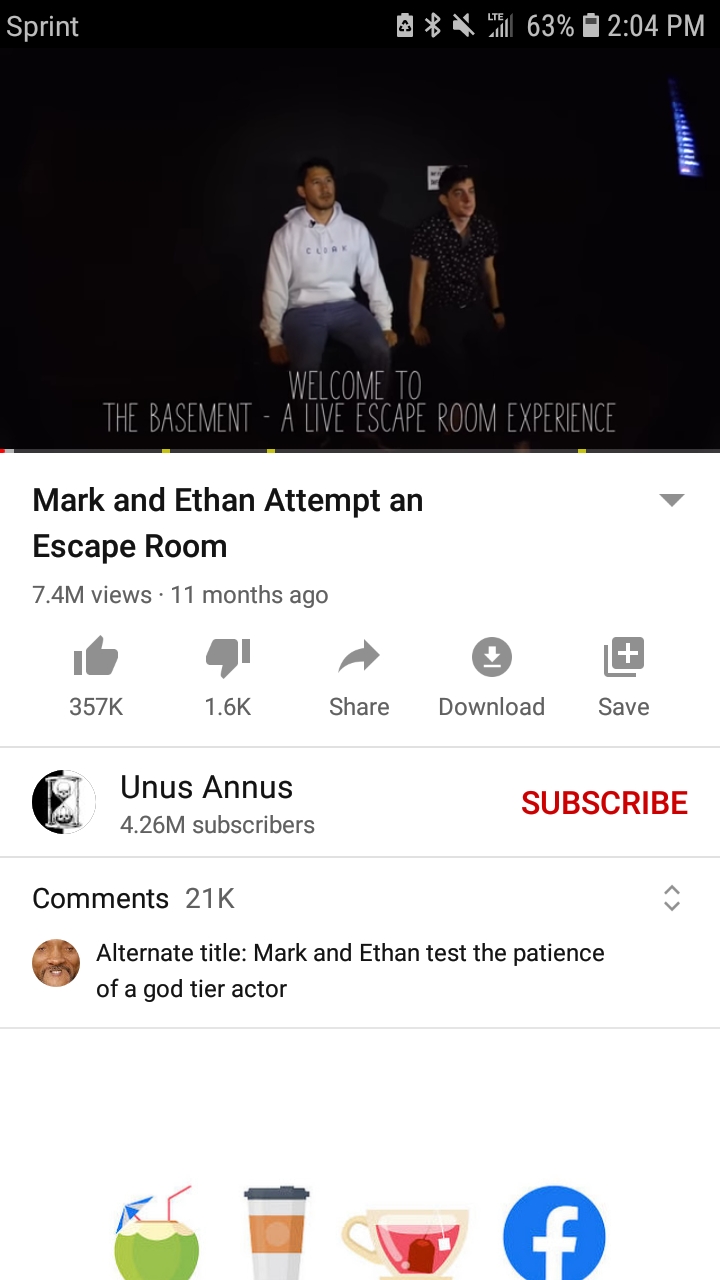 Sprint
LTE
63%
2:04 PM
CLOAK
WELCOME TO
THE BASEMENT - A LIVE ESCAPE ROOM EXPERIENCE
Mark and Ethan Attempt an
Escape Room
7.4M views · 11 months ago
357K
1.6K
Share
Download
Save
Unus Annus
4.26M subscribers
SUBSCRIBE
Comments 21K
Alternate title: Mark and Ethan test the patience
of a god tier actor